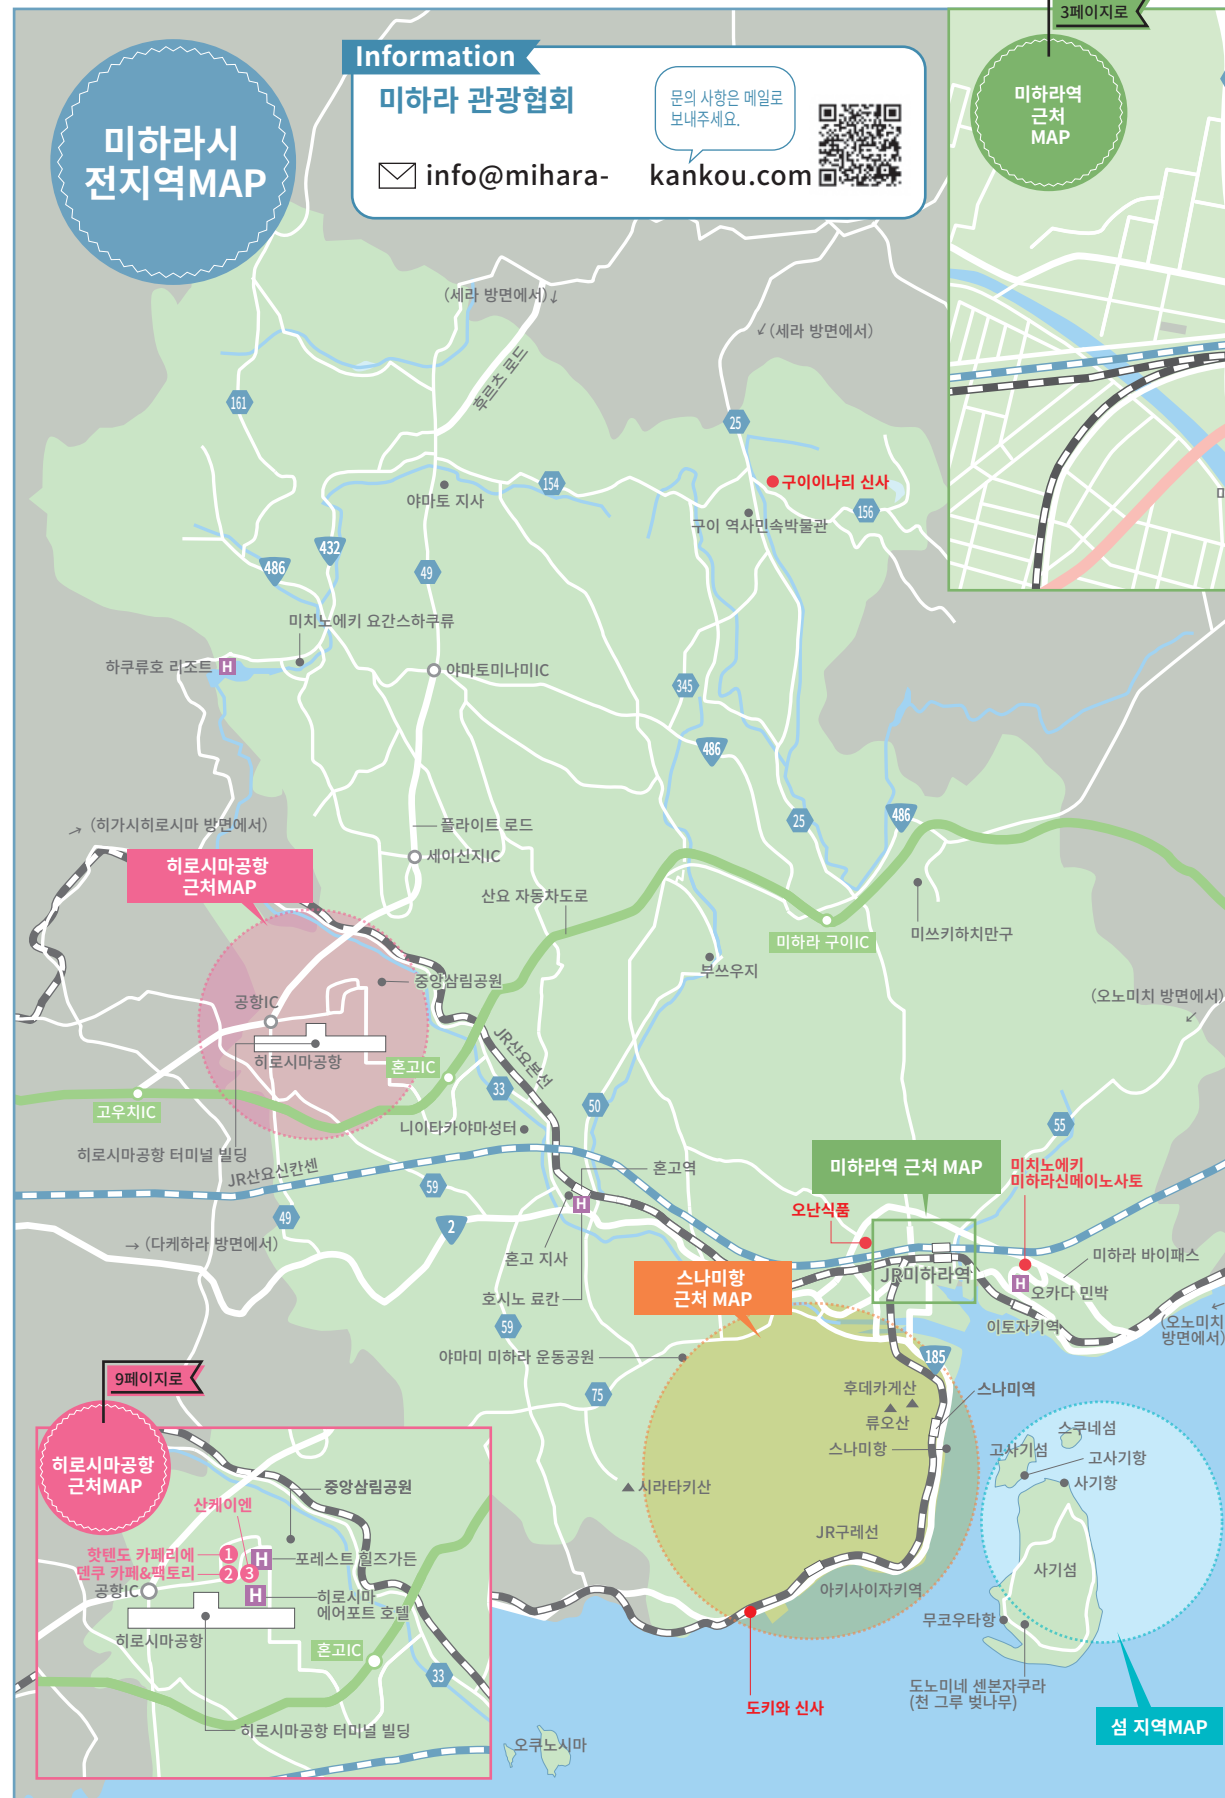 3페이지로
Information
미하라 관광협회
문의 사항은 메일로
보내주세요.
info@mihara-
kankou.com
미하라시
전지역MAP
미하라역
근처
MAP
(세라 방면에서)↓
↙(세라 방면에서)
후르츠 로드
161
25
154
구이이나리 신사
야마토 지사
156
구이 역사민속박물관
432
486
49
미치노에키 요간스하쿠류
하쿠류호 리조트
H
야마토미나미IC
345
486
25
486
→(히가시히로시마 방면에서)
플라이트 로드
세이신지IC
히로시마공항
근처MAP
산요 자동차도로
미하라 구이IC
미쓰키하치만구
부쓰우지
중앙삼림공원
공항IC
(오노미치 방면에서)
↙
히로시마공항
혼고IC
JR산요본선
33
50
고우치IC
니이타카야마성터
55
히로시마공항 터미널 빌딩
JR산요신칸센
혼고역
미하라역 근처 MAP
미치노에키
미하라신메이노사토
59
H
오난식품
49
2
→(다케하라 방면에서)
혼고 지사
미하라 바이패스
스나미항
근처 MAP
JR미하라역
H
오카다 민박
호시노 료칸
이토자키역
←
(오노미치
방면에서)
59
야마미 미하라 운동공원
185
75
후데카게산
류오산
스나미역
스나미항
스쿠네섬
고사기섬
고사기항
사기항
9페이지로
히로시마공항
근처MAP
중앙삼림공원
산케이엔
시라타키산
JR구레선
핫텐도 카페리에
1
H
포레스트 힐즈가든
덴쿠 카페&팩토리
2
3
공항IC
H
히로시마
에어포트 호텔
사기섬
아키사이자키역
무코우타항
히로시마공항
혼고IC
33
도노미네 센본자쿠라
(천 그루 벚나무)
도키와 신사
섬 지역MAP
히로시마공항 터미널 빌딩
오쿠노시마